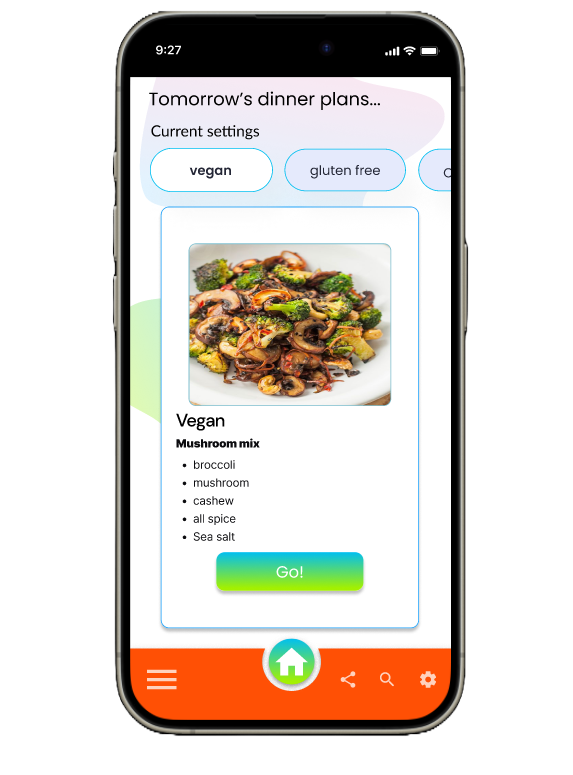 9:27
Tomorrow's dinner plans...
Current settings
vegan
gluten free
Vegan
Mushroom mix
• broccoli
• mushroom
• cashew
• all spice
• Sea salt
Go!